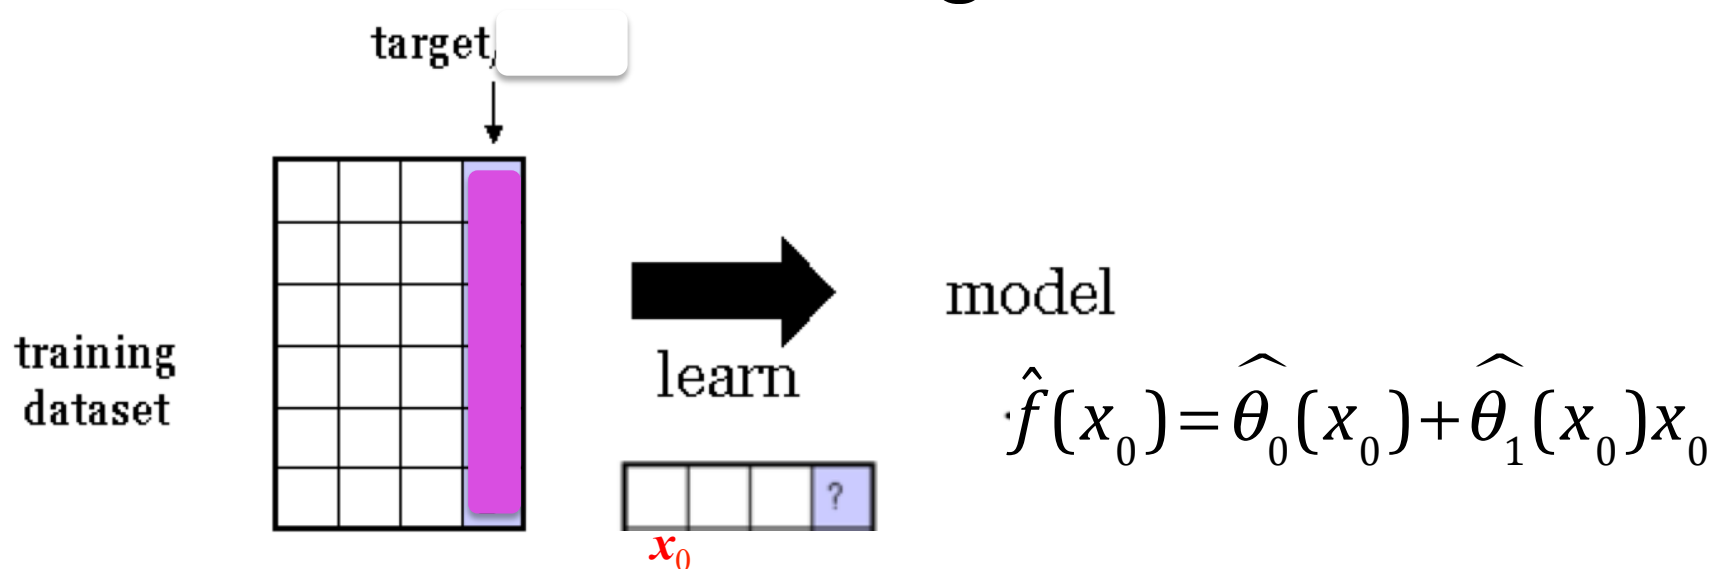 target,
training
dataset
learn
model
f̂(x₀)=θ̂₀(x₀)+θ̂₁(x₀)x₀
?
x₀